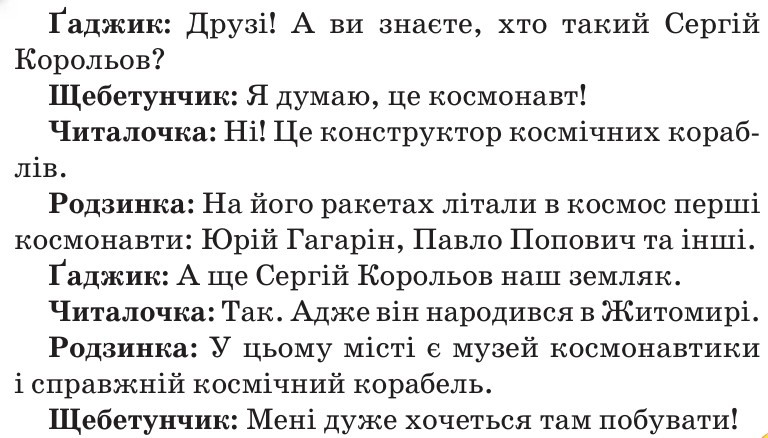 Ґаджик: Друзі! А ви знаєте, хто такий Сергій
Корольов?
Щебетунчик: Я думаю, це космонавт!
Читалочка: Ні! Це конструктор космічних кораб-
лів.
Родзинка: На його ракетах літали в космос перші
космонавти: Юрій Гагарін, Павло Попович та інші.
Ґаджик: А ще Сергій Корольов наш земляк.
Читалочка: Так. Адже він народився в Житомирі.
Родзинка: У цьому місті є музей космонавтики
і справжній космічний корабель.
Щебетунчик: Мені дуже хочеться там побувати!